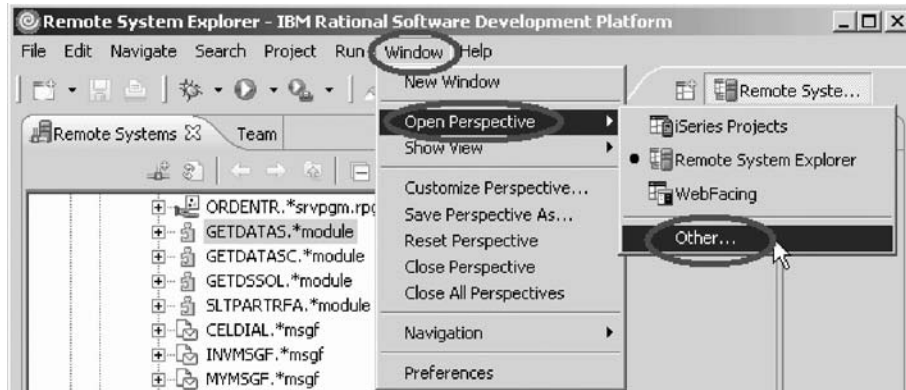 Remote System Explorer - IBM Rational Software Development Platform
File Edit Navigate Search Project Run Window Help
New Window
Remote Syste...
Remote Systems
Team
Open Perspective
iSeries Projects
Show View
Remote System Explorer
WebFacing
Customize Perspective...
Save Perspective As...
Other...
Reset Perspective
Close Perspective
Close All Perspectives
Navigation
Preferences
ORDENTR.*srvpgm.rpg
GETDATAS.*module
GETDATASC.*module
GETDSSOL.*module
SLTPARTRFA.*module
CELDIAL.*msgf
INVMSGF.*msgf
MYMSGF.*msgf